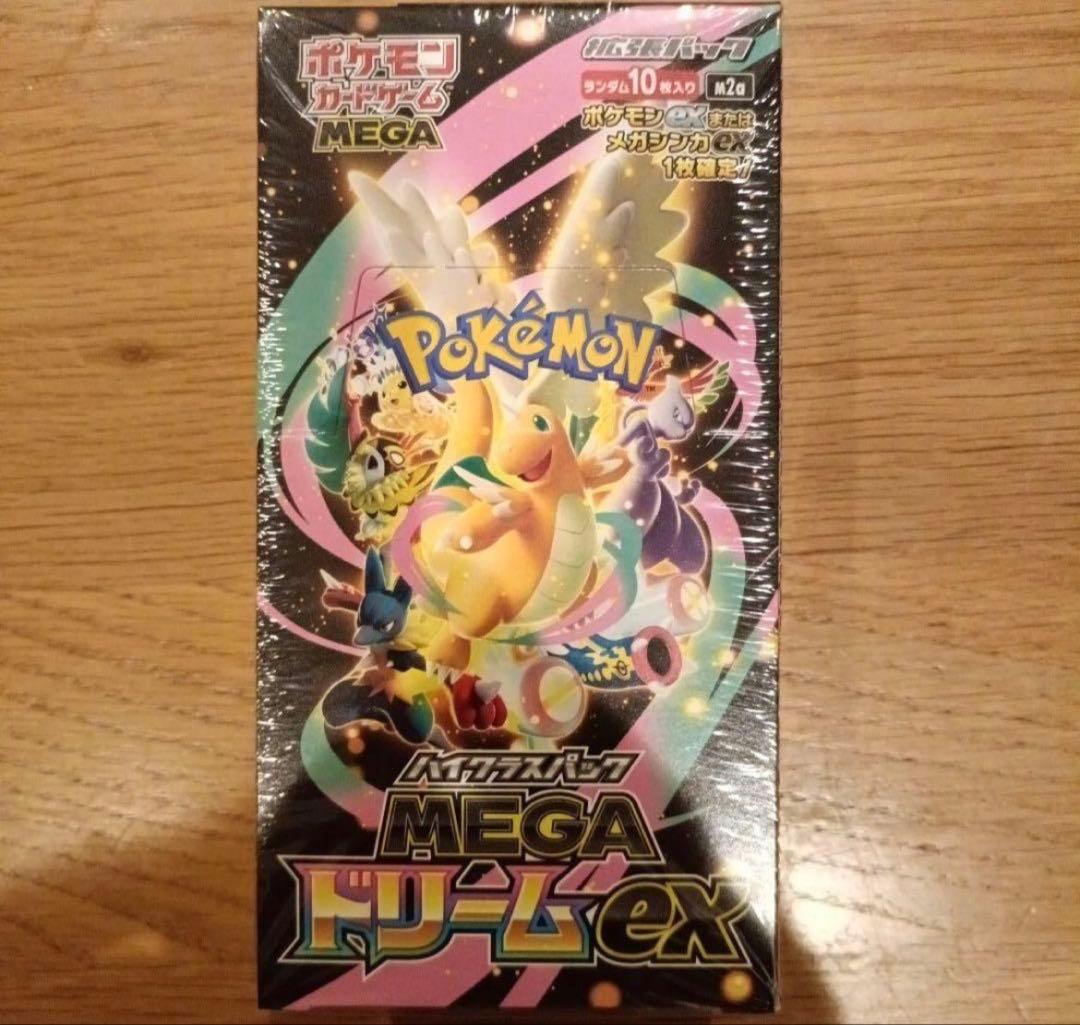 ポケモン
カードゲーム
MEGA
拡張パック
ランダム10枚入り M2a
ポケモンexまたは
メガシンカex
1枚確定!
POKÉMON
TM
ハイクラスパック
MEGA
ドリームex